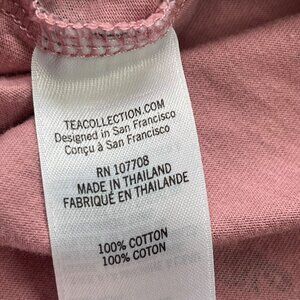 TEACOLLECTION.COM
Designed in San Francisco
Conçu à San Francisco
RN 107708
MADE IN THAILAND
FABRIQUÉ EN THAILANDE
100% COTTON
100% COTON